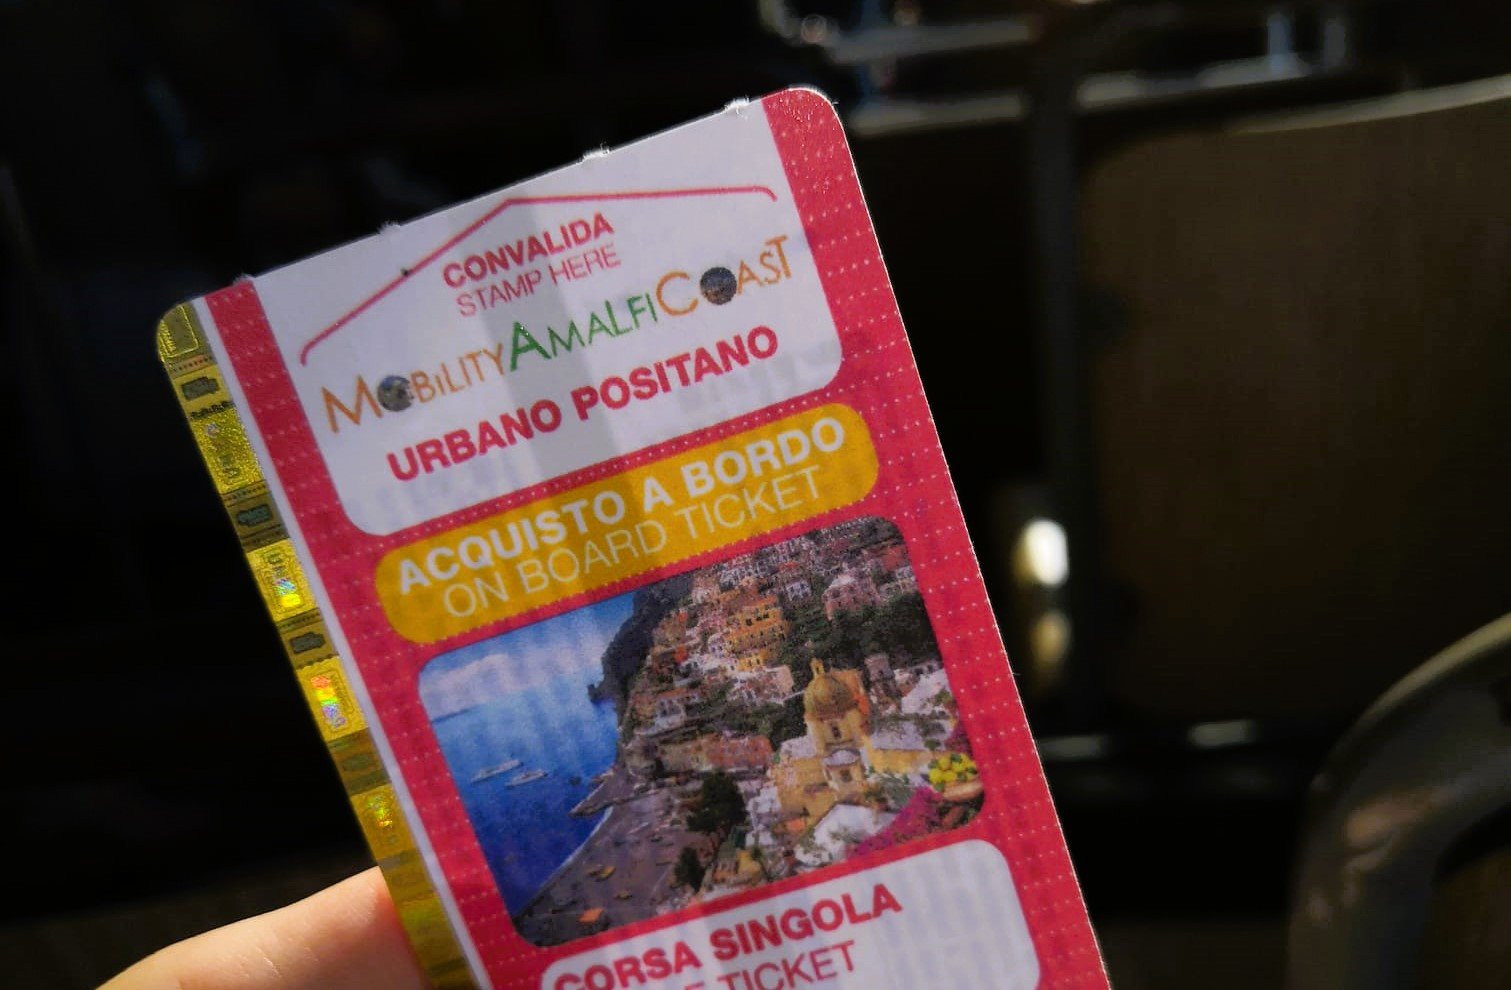 CONVALIDA
STAMP HERE
MOBILITYAMALFICOAST
URBANO POSITANO
ACQUISTO A BORDO
ON BOARD TICKET
CORSA SINGOLA
TICKET